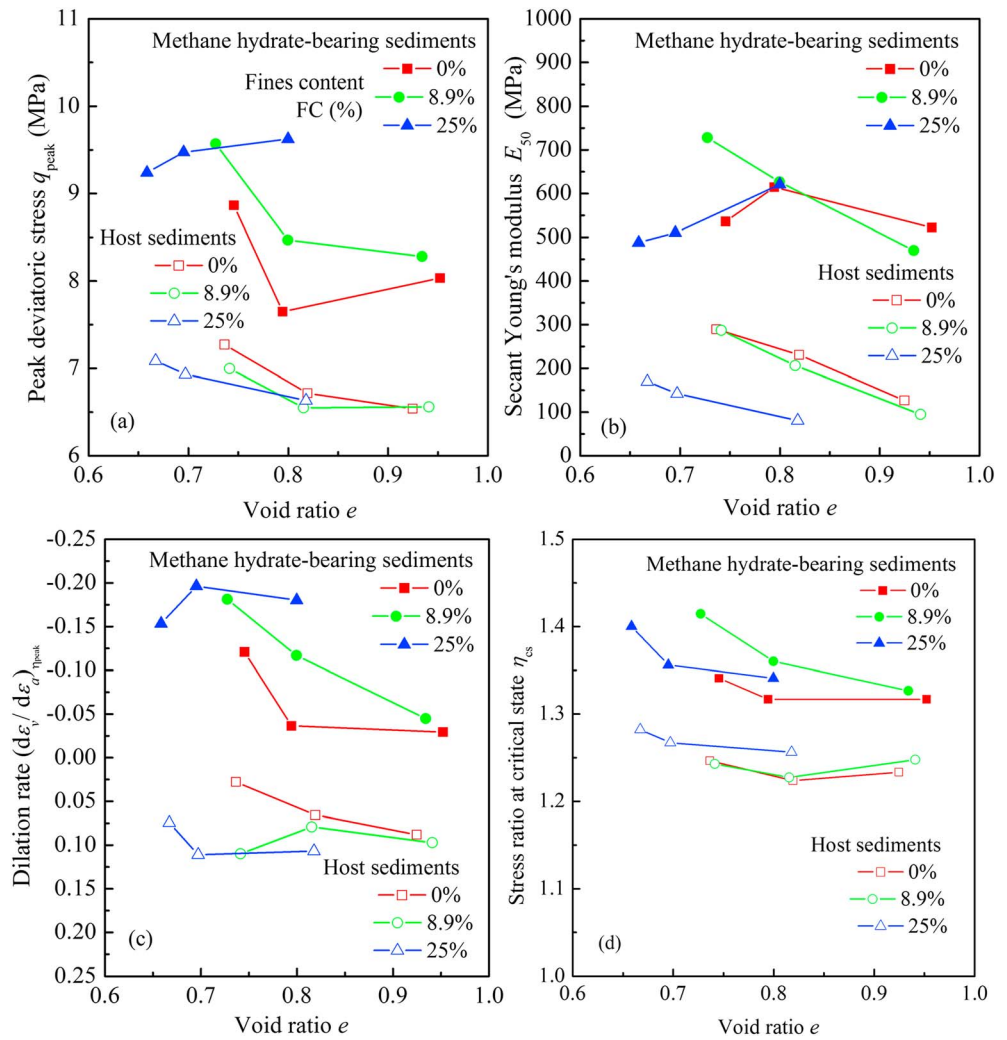 11
10
9
8
7
6
Peak deviatoric stress q_peak (MPa)
Methane hydrate-bearing sediments
0%
Fines content
8.9%
FC (%)
25%
Host sediments
0%
8.9%
25%
(a)
0.6 0.7 0.8 0.9 1.0
Void ratio e
1000
900
800
700
600
500
400
300
200
100
0
Secant Young's modulus E_50 (MPa)
Methane hydrate-bearing sediments
0%
8.9%
25%
Host sediments
0%
8.9%
25%
(b)
0.6 0.7 0.8 0.9 1.0
Void ratio e
-0.25
-0.20
-0.15
-0.10
-0.05
0.00
0.05
0.10
0.15
0.20
0.25
Dilation rate (dε_v / dε_a)_ηpeak
Methane hydrate-bearing sediments
0%
8.9%
25%
Host sediments
0%
8.9%
25%
(c)
0.6 0.7 0.8 0.9 1.0
Void ratio e
1.5
1.4
1.3
1.2
1.1
1.0
Stress ratio at critical state η_cs
Methane hydrate-bearing sediments
0%
8.9%
25%
Host sediments
0%
8.9%
25%
(d)
0.6 0.7 0.8 0.9 1.0
Void ratio e